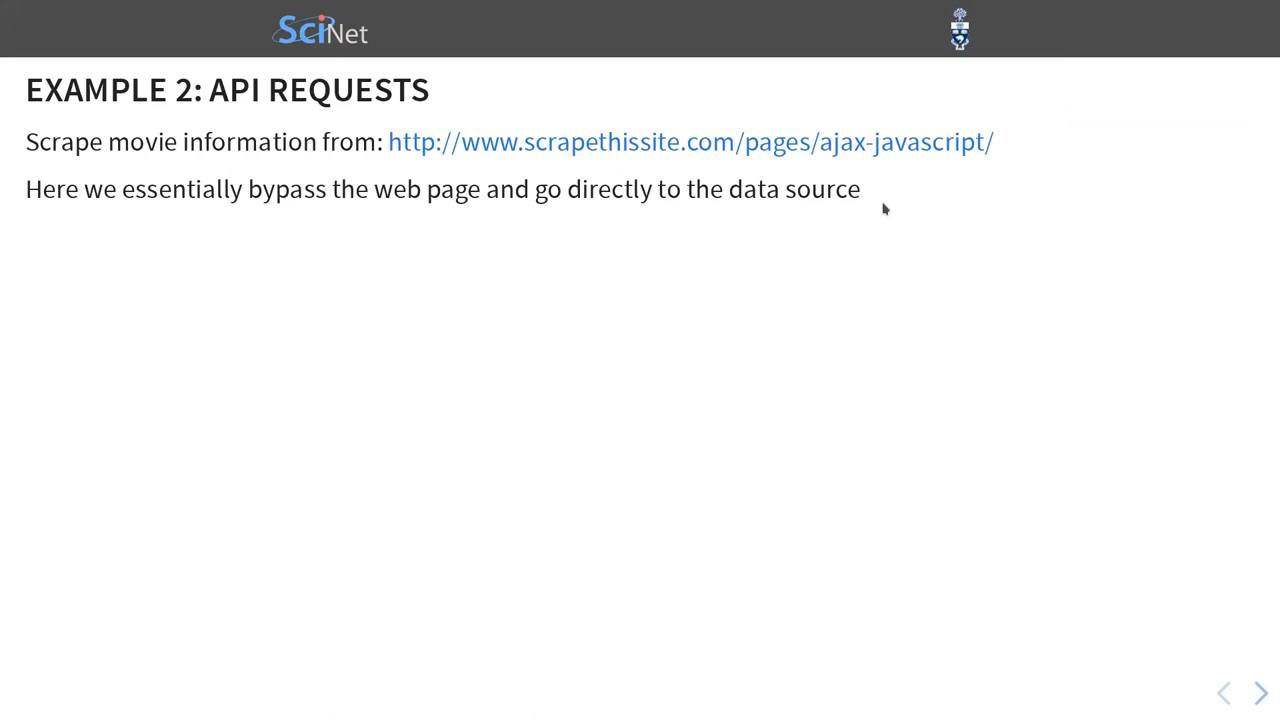 SciNet
EXAMPLE 2: API REQUESTS
Scrape movie information from: http://www.scrapethissite.com/pages/ajax-javascript/
Here we essentially bypass the web page and go directly to the data source